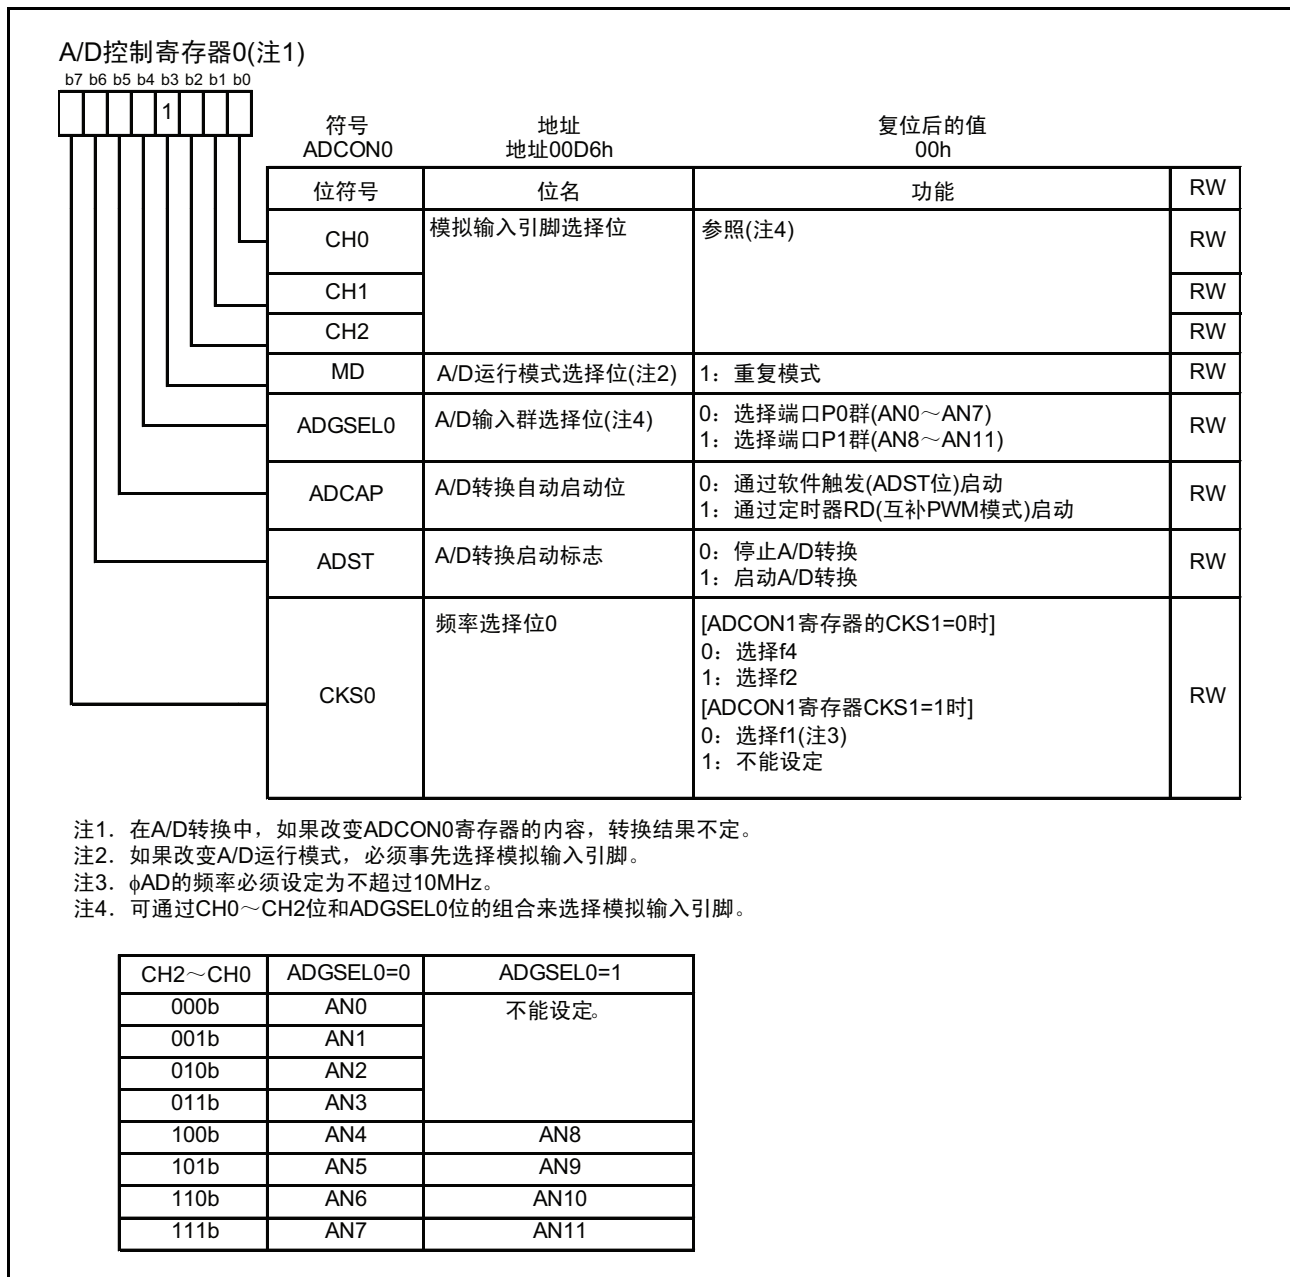 A/D控制寄存器0(注1)
b7 b6 b5 b4 b3 b2 b1 b0
1
符号 地址 复位后的值
ADCON0 地址00D6h 00h
位符号 位名 功能 RW
CH0 模拟输入引脚选择位 参照(注4) RW
CH1 RW
CH2 RW
MD A/D运行模式选择位(注2) 1：重复模式 RW
ADGSEL0 A/D输入群选择位(注4) 0：选择端口P0群(AN0～AN7) RW
1：选择端口P1群(AN8～AN11)
ADCAP A/D转换自动启动位 0：通过软件触发(ADST位)启动 RW
1：通过定时器RD(互补PWM模式)启动
ADST A/D转换启动标志 0：停止A/D转换 RW
1：启动A/D转换
CKS0 频率选择位0 [ADCON1寄存器的CKS1=0时] RW
0：选择f4
1：选择f2
[ADCON1寄存器CKS1=1时]
0：选择f1(注3)
1：不能设定
注1. 在A/D转换中，如果改变ADCON0寄存器的内容，转换结果不定。
注2. 如果改变A/D运行模式，必须事先选择模拟输入引脚。
注3. ϕAD的频率必须设定为不超过10MHz。
注4. 可通过CH0～CH2位和ADGSEL0位的组合来选择模拟输入引脚。
CH2～CH0 ADGSEL0=0 ADGSEL0=1
000b AN0 不能设定。
001b AN1
010b AN2
011b AN3
100b AN4 AN8
101b AN5 AN9
110b AN6 AN10
111b AN7 AN11